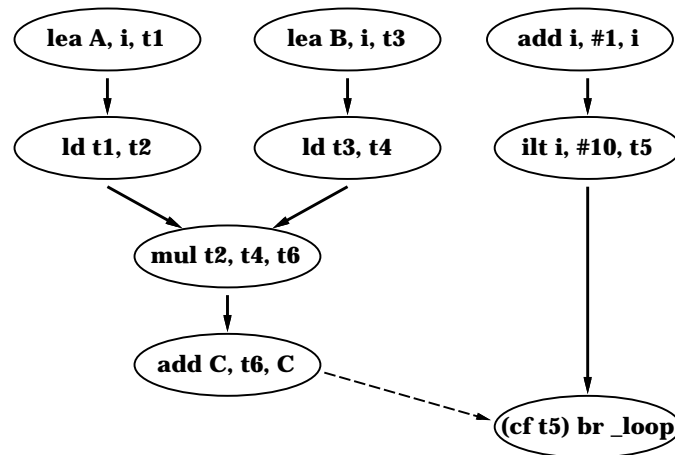 lea A, i, t1
lea B, i, t3
add i, #1, i
ld t1, t2
ld t3, t4
ilt i, #10, t5
mul t2, t4, t6
add C, t6, C
(cf t5) br _loop